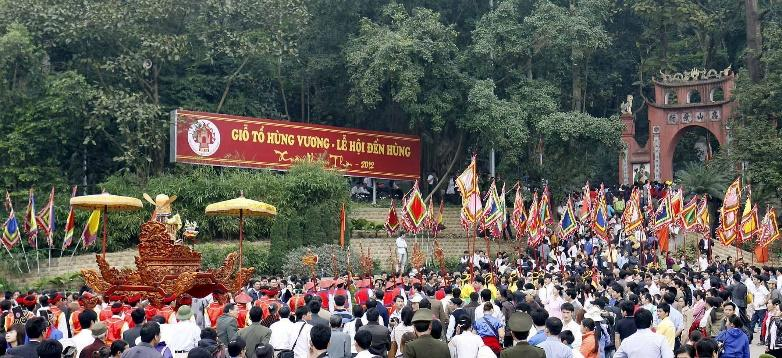 GIỖ TỔ HÙNG VƯƠNG - LỄ HỘI ĐỀN HÙNG
2012